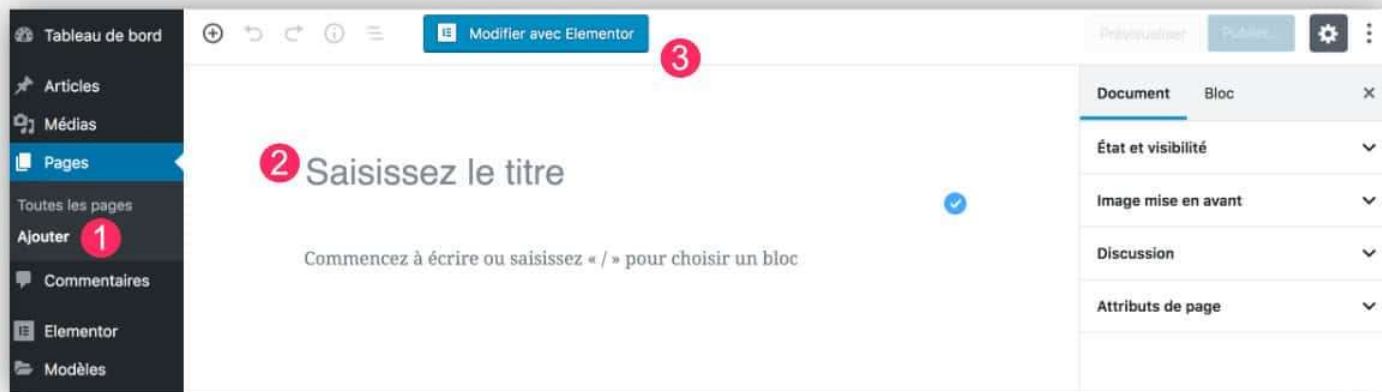 Tableau de bord
Articles
Médias
Pages
Toutes les pages
Ajouter 1
Commentaires
Elementor
Modèles
Modifier avec Elementor
3
Prévisualiser
Publier...
2 Saisissez le titre
Commencez à écrire ou saisissez « / » pour choisir un bloc
Document Bloc
État et visibilité
Image mise en avant
Discussion
Attributs de page